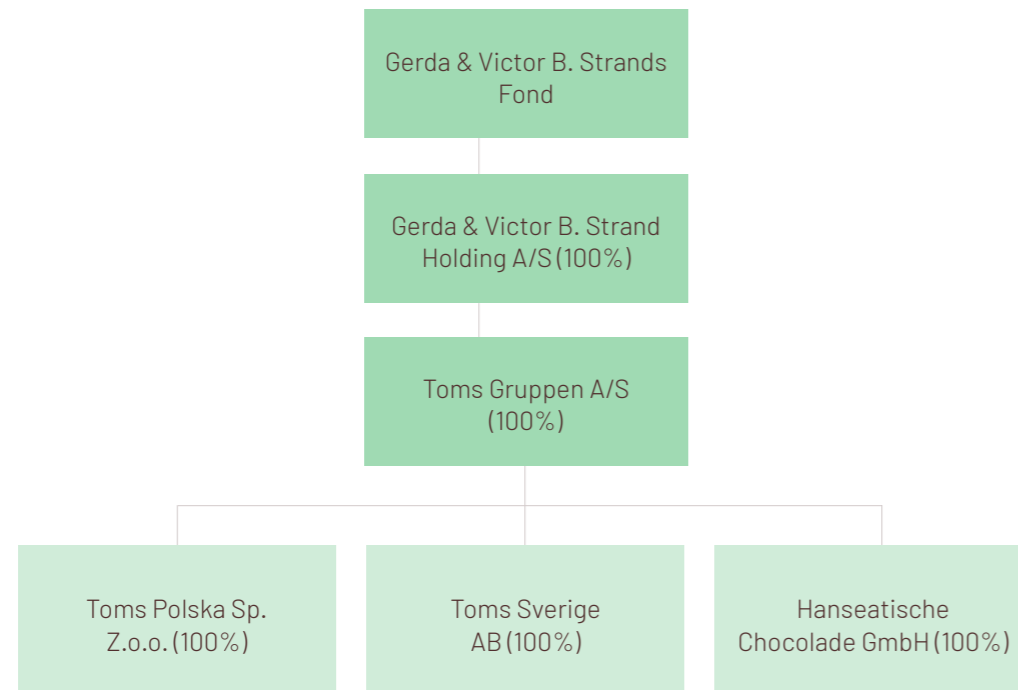 Gerda & Victor B. Strands
Fond
Gerda & Victor B. Strand
Holding A/S (100%)
Toms Gruppen A/S
(100%)
Toms Polska Sp.
Z.o.o. (100%)
Toms Sverige
AB (100%)
Hanseatische
Chocolade GmbH (100%)